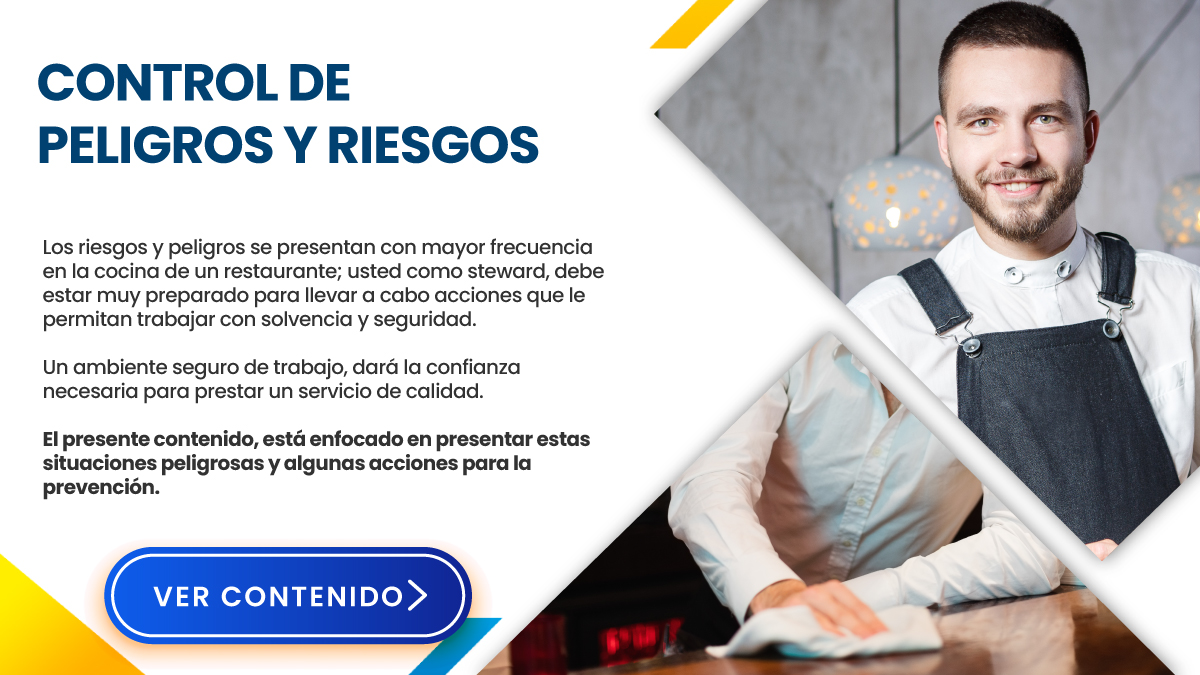 CONTROL DE
PELIGROS Y RIESGOS
Los riesgos y peligros se presentan con mayor frecuencia
en la cocina de un restaurante; usted como steward, debe
estar muy preparado para llevar a cabo acciones que le
permitan trabajar con solvencia y seguridad.
Un ambiente seguro de trabajo, dará la confianza
necesaria para prestar un servicio de calidad.
El presente contenido, está enfocado en presentar estas
situaciones peligrosas y algunas acciones para la
prevención.
VER CONTENIDO